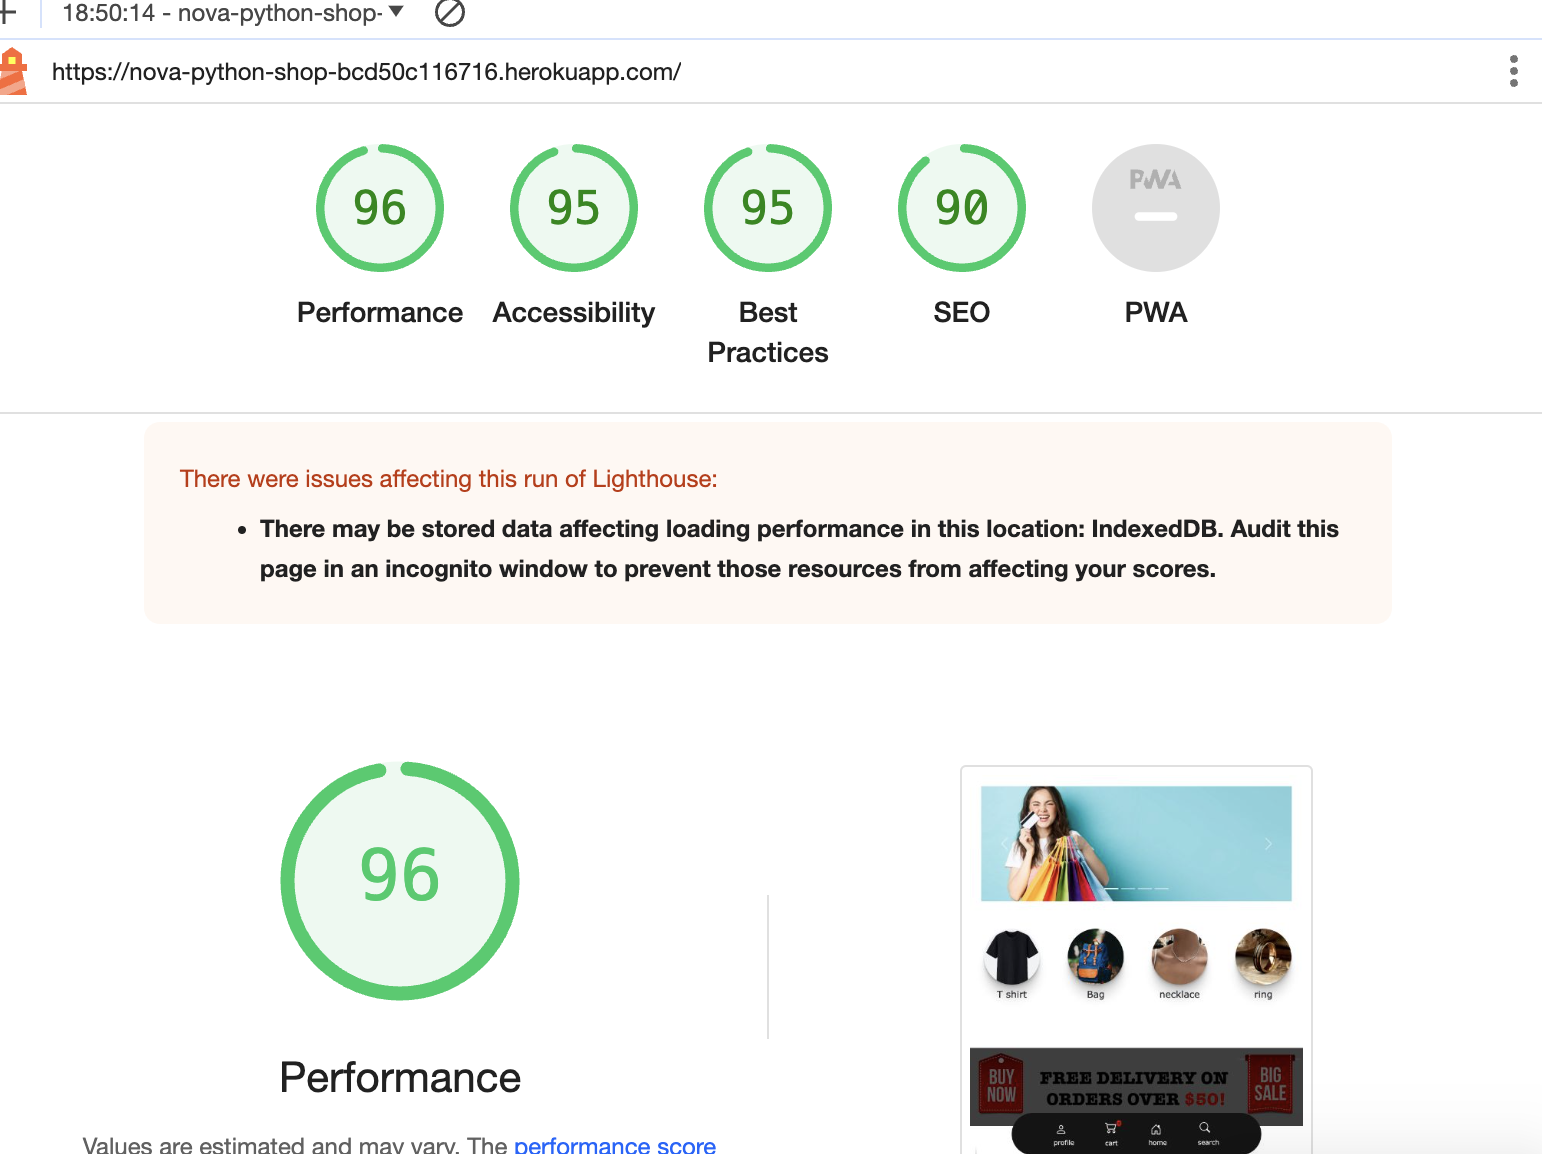 18:50:14 - nova-python-shop-
https://nova-python-shop-bcd50c116716.herokuapp.com/
96
95
95
90
PWA
Performance
Accessibility
Best
Practices
SEO
PWA
There were issues affecting this run of Lighthouse:
There may be stored data affecting loading performance in this location: IndexedDB. Audit this
page in an incognito window to prevent those resources from affecting your scores.
96
Performance
Values are estimated and may vary. The performance score
T shirt
Bag
necklace
ring
BUY
NOW
FREE DELIVERY ON
ORDERS OVER $50!
BIG
SALE
profile
cart
home
search